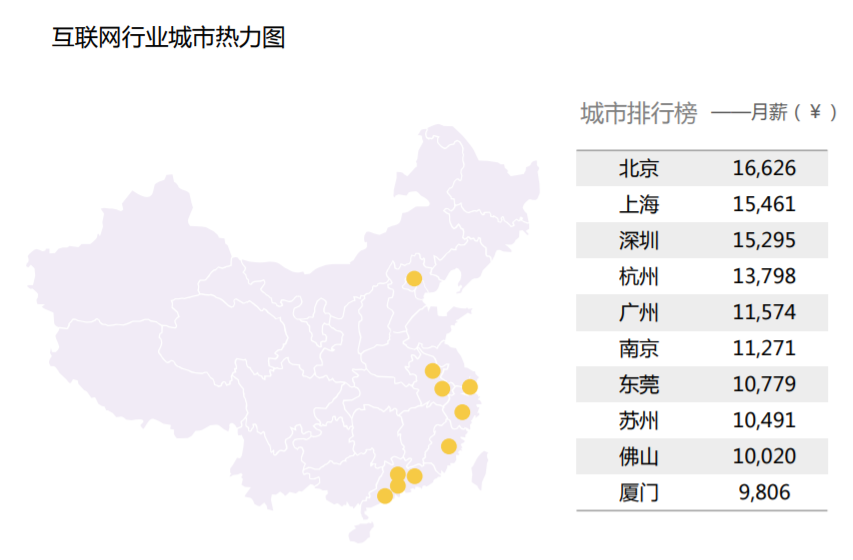 互联网行业城市热力图
城市排行榜 ——月薪（¥）
北京 16,626
上海 15,461
深圳 15,295
杭州 13,798
广州 11,574
南京 11,271
东莞 10,779
苏州 10,491
佛山 10,020
厦门 9,806